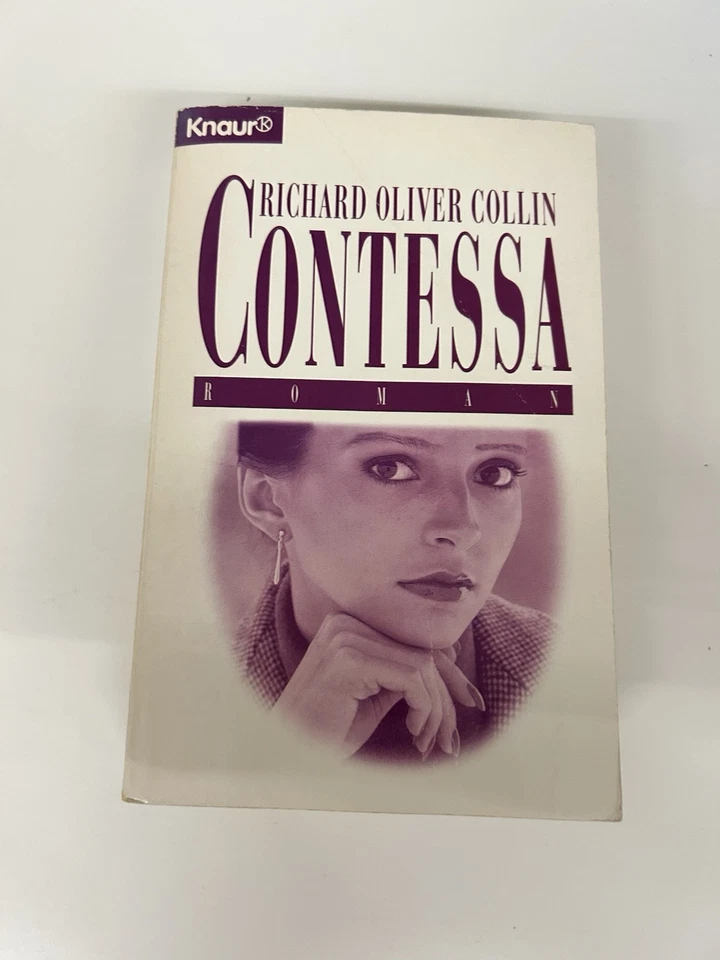 Knaur K
RICHARD OLIVER COLLIN
CONTESSA
ROMAN